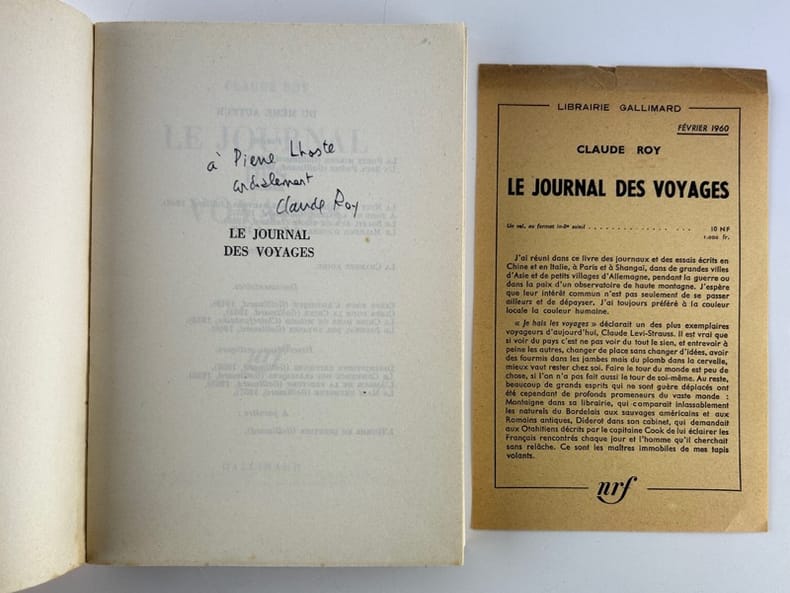 à Pierre Lhoste
cordialement
Claude Roy
LE JOURNAL
DES VOYAGES
LIBRAIRIE GALLIMARD
FÉVRIER 1960
CLAUDE ROY
LE JOURNAL DES VOYAGES
Un vol. au format in-8° soleil . . . . . . . . . . . . . . 10 NF
1.000 fr.
J'ai réuni dans ce livre des journaux et des essais écrits en
Chine et en Italie, à Paris et à Shangaï, dans de grandes villes
d'Asie et de petits villages d'Allemagne, pendant la guerre ou
dans la paix d'un observatoire de haute montagne. J'espère
que leur intérêt commun n'est pas seulement de se passer
ailleurs et de dépayser. J'ai toujours préféré à la couleur
locale la couleur humaine.
« Je hais les voyages » déclarait un des plus exemplaires
voyageurs d'aujourd'hui, Claude Levi-Strauss. Il est vrai que
si voir du pays c'est ne pas voir du tout le sien, et entrevoir à
peine les autres, changer de place sans changer d'idées, avoir
des fourmis dans les jambes mais du plomb dans la cervelle,
mieux vaut rester chez soi. Faire le tour du monde est peu de
chose, si l'on n'a pas fait aussi le tour de soi-même. Au reste,
beaucoup de grands esprits qui ne sont guère déplacés ont
été cependant de profonds promeneurs du vaste monde :
Montaigne dans sa librairie, qui comparait inlassablement
les naturels du Bordelais aux sauvages américains et aux
Romains antiques, Diderot dans son cabinet, qui demandait
aux Otahitiens décrits par le capitaine Cook de lui éclairer les
Français rencontrés chaque jour et l'homme qu'il cherchait
sans relâche. Ce sont les maîtres immobiles de mes tapis
volants.
nrf